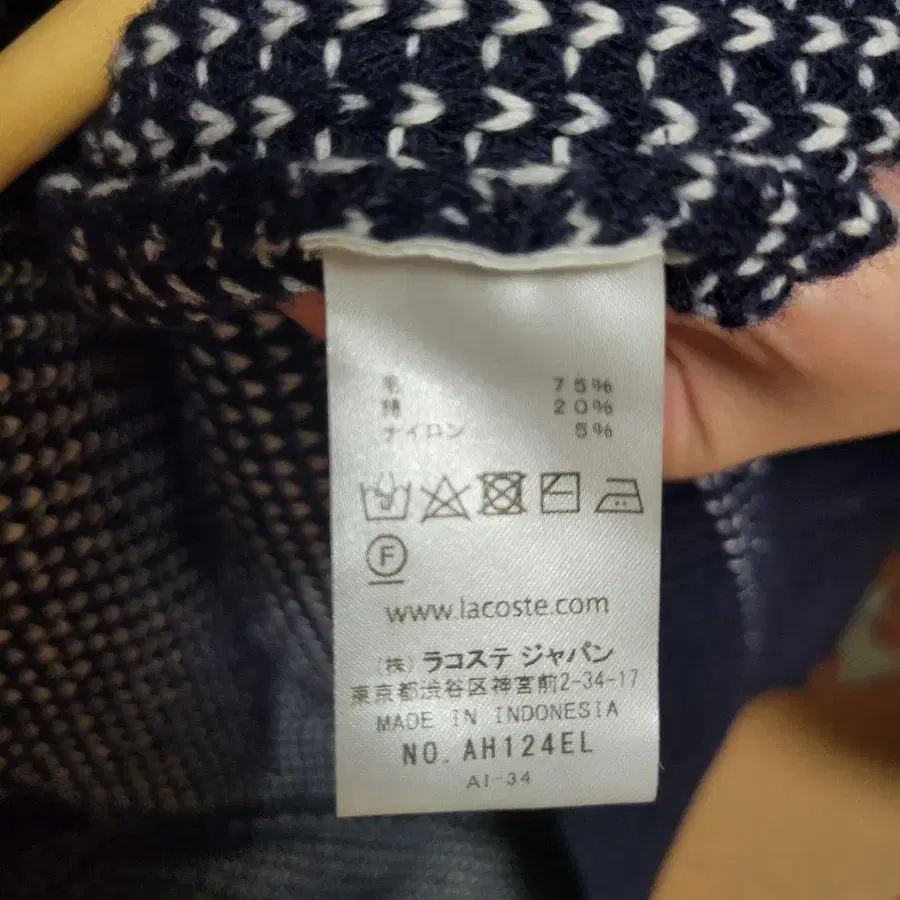 毛 75%
綿 20%
ナイロン 5%
F
www.lacoste.com
(株) ラコステ ジャパン
東京都渋谷区神宮前2-34-17
MADE IN INDONESIA
NO. AH124EL
AI-34